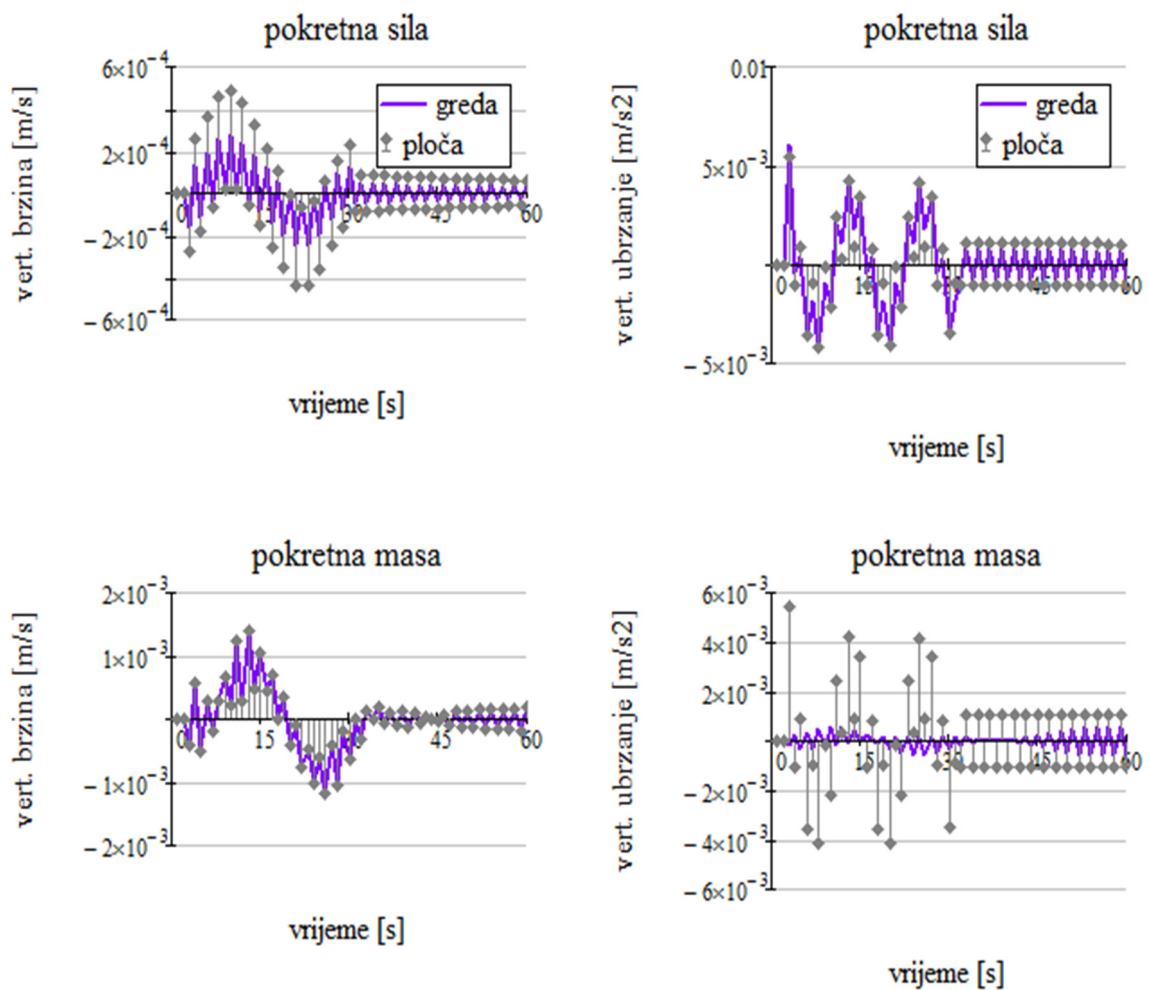 pokretna sila
vert. brzina [m/s]
6×10⁻⁴
2×10⁻⁴
−2×10⁻⁴
−6×10⁻⁴
0
30
45
60
greda
ploča
vrijeme [s]
pokretna sila
vert. ubrzanje [m/s2]
0.01
5×10⁻³
−5×10⁻³
0
15
45
60
greda
ploča
vrijeme [s]
pokretna masa
vert. brzina [m/s]
2×10⁻³
1×10⁻³
−1×10⁻³
−2×10⁻³
0
15
30
45
60
vrijeme [s]
pokretna masa
vert. ubrzanje [m/s2]
6×10⁻³
4×10⁻³
2×10⁻³
−2×10⁻³
−4×10⁻³
−6×10⁻³
0
15
30
45
60
vrijeme [s]